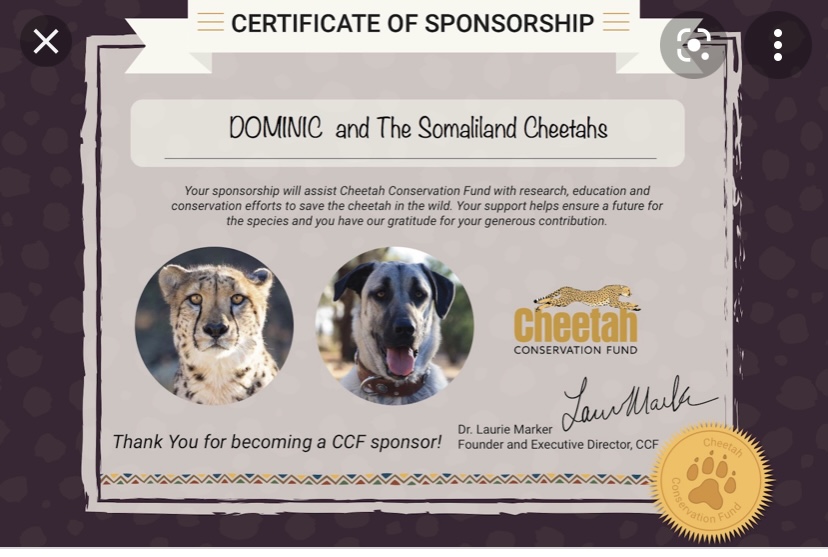 CERTIFICATE OF SPONSORSHIP
DOMINIC and The Somaliland Cheetahs
Your sponsorship will assist Cheetah Conservation Fund with research, education and
conservation efforts to save the cheetah in the wild. Your support helps ensure a future for
the species and you have our gratitude for your generous contribution.
Cheetah
CONSERVATION FUND
Laurie Marker
Dr. Laurie Marker
Founder and Executive Director, CCF
Thank You for becoming a CCF sponsor!
Cheetah
Conservation Fund